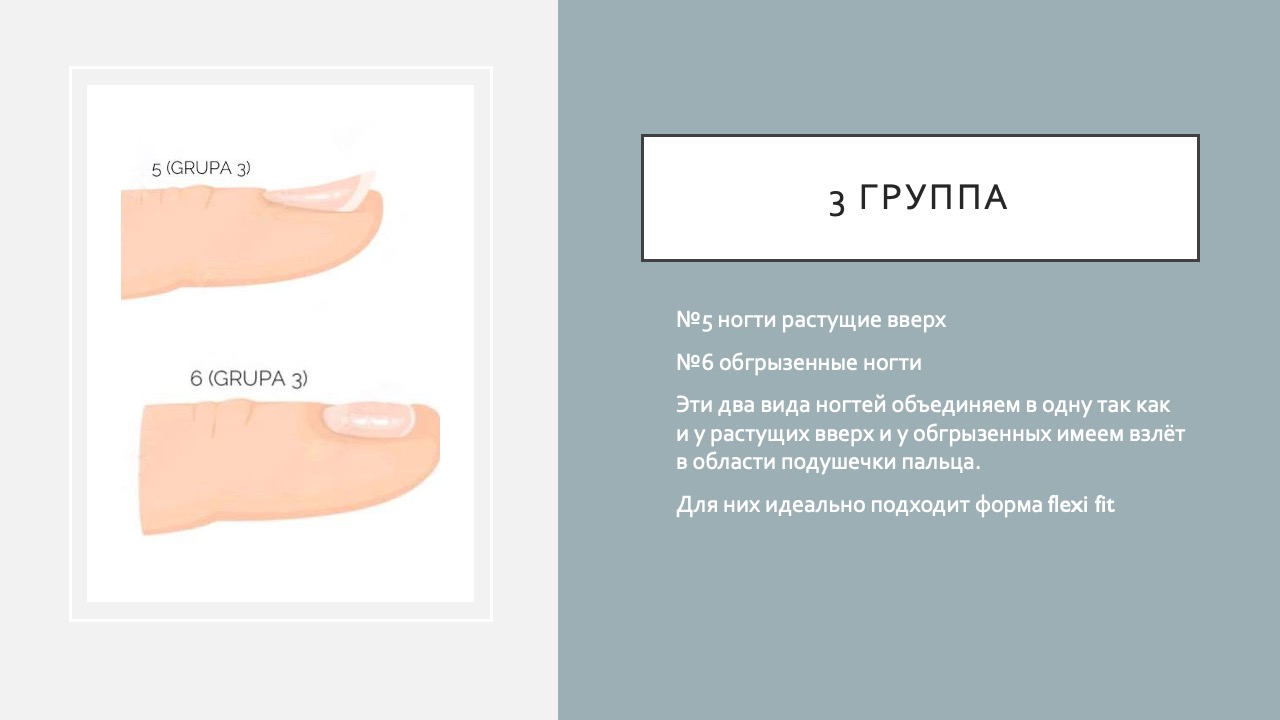 5 (GRUPA 3)
6 (GRUPA 3)
3 ГРУППА
№5 ногти растущие вверх
№6 обгрызенные ногти
Эти два вида ногтей объединяем в одну так как
и у растущих вверх и у обгрызенных имеем взлёт
в области подушечки пальца.
Для них идеально подходит форма flexi fit